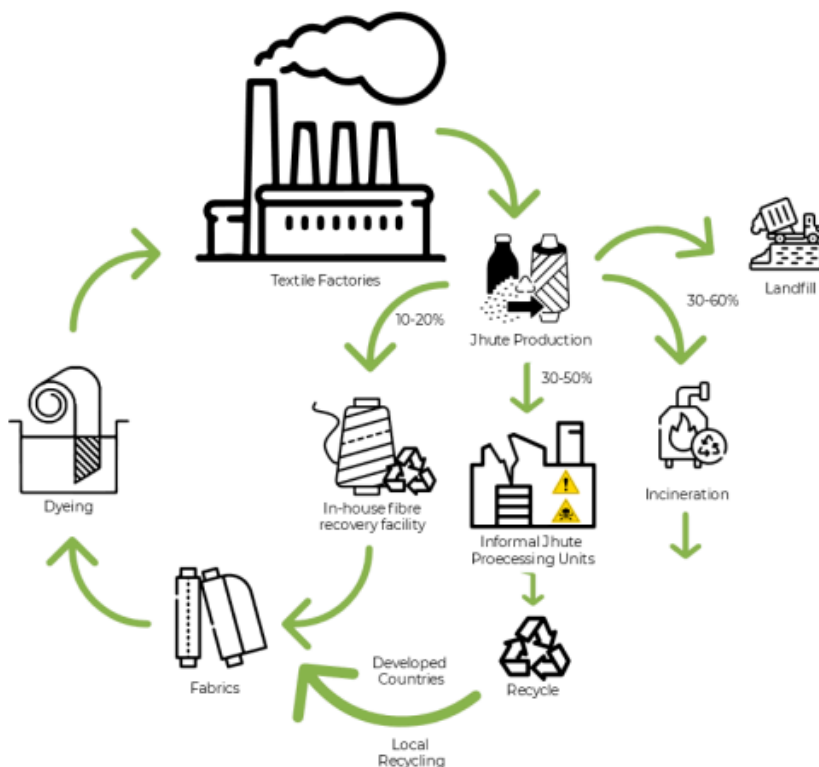 Textile Factories
Landfill
10-20%
30-60%
Jhute Production
30-50%
Dyeing
In-house fibre
recovery facility
Informal Jhute
Proecessing Units
Incineration
Fabrics
Developed
Countries
Recycle
Local
Recycling